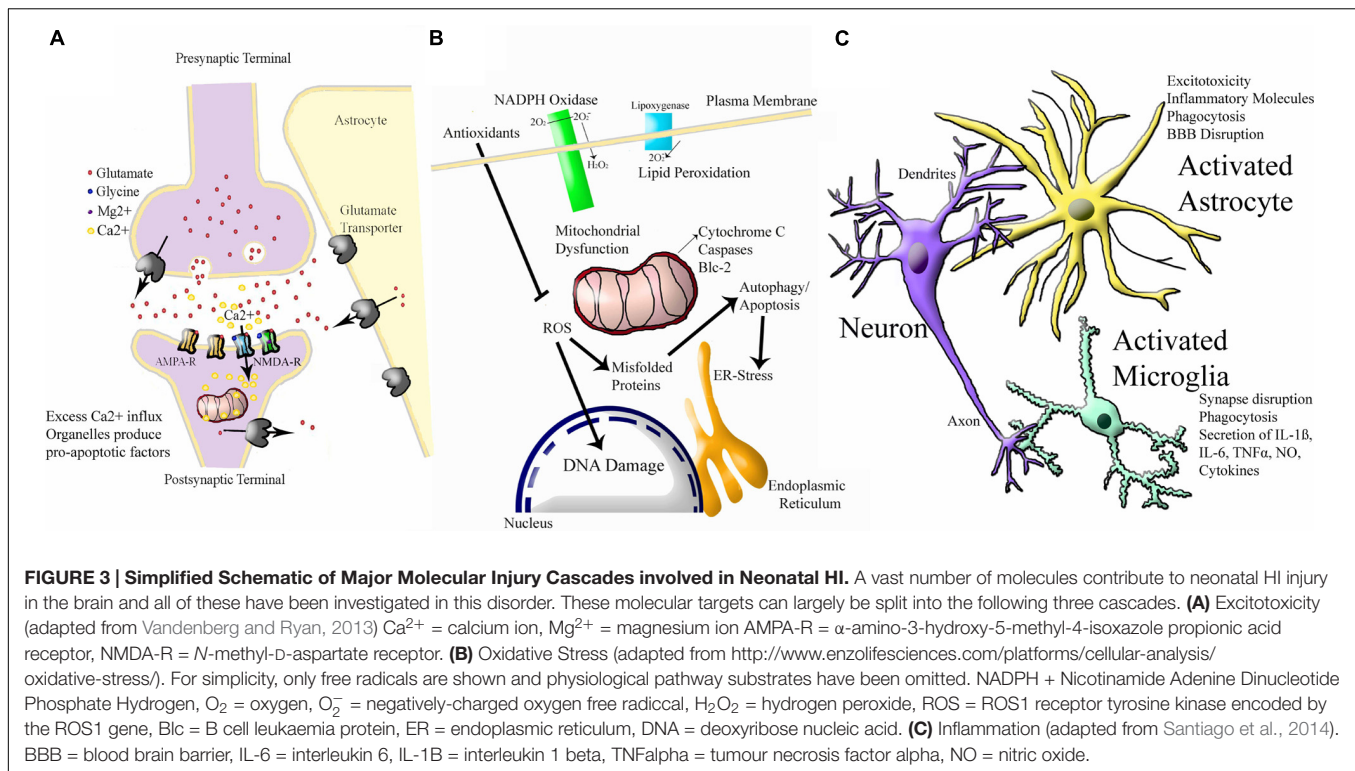 A
Presynaptic Terminal
Astrocyte
Glutamate
Glycine
Mg2+
Ca2+
Glutamate
Transporter
Ca2+
AMPA-R
NMDA-R
Excess Ca2+ influx
Organelles produce
pro-apoptotic factors
Postsynaptic Terminal
B
NADPH Oxidase
Lipoxygenase
Plasma Membrane
Antioxidants
2O₂
2O₂⁻
H₂O₂
2O₂⁻
Lipid Peroxidation
Mitochondrial
Dysfunction
Cytochrome C
Caspases
Blc-2
Autophagy/
Apoptosis
ROS
Misfolded
Proteins
ER-Stress
DNA Damage
Endoplasmic
Reticulum
Nucleus
C
Excitotoxicity
Inflammatory Molecules
Phagocytosis
BBB Disruption
Activated
Astrocyte
Dendrites
Neuron
Activated
Microglia
Axon
Synapse disruption
Phagocytosis
Secretion of IL-1ß,
IL-6, TNFα, NO,
Cytokines
FIGURE 3 | Simplified Schematic of Major Molecular Injury Cascades involved in Neonatal HI. A vast number of molecules contribute to neonatal HI injury
in the brain and all of these have been investigated in this disorder. These molecular targets can largely be split into the following three cascades. (A) Excitotoxicity
(adapted from Vandenberg and Ryan, 2013) Ca²⁺ = calcium ion, Mg²⁺ = magnesium ion AMPA-R = α-amino-3-hydroxy-5-methyl-4-isoxazole propionic acid
receptor, NMDA-R = N-methyl-D-aspartate receptor. (B) Oxidative Stress (adapted from http://www.enzolifesciences.com/platforms/cellular-analysis/
oxidative-stress/). For simplicity, only free radicals are shown and physiological pathway substrates have been omitted. NADPH + Nicotinamide Adenine Dinucleotide
Phosphate Hydrogen, O₂ = oxygen, O₂⁻ = negatively-charged oxygen free radiccal, H₂O₂ = hydrogen peroxide, ROS = ROS1 receptor tyrosine kinase encoded by
the ROS1 gene, Blc = B cell leukaemia protein, ER = endoplasmic reticulum, DNA = deoxyribose nucleic acid. (C) Inflammation (adapted from Santiago et al., 2014).
BBB = blood brain barrier, IL-6 = interleukin 6, IL-1B = interleukin 1 beta, TNFalpha = tumour necrosis factor alpha, NO = nitric oxide.